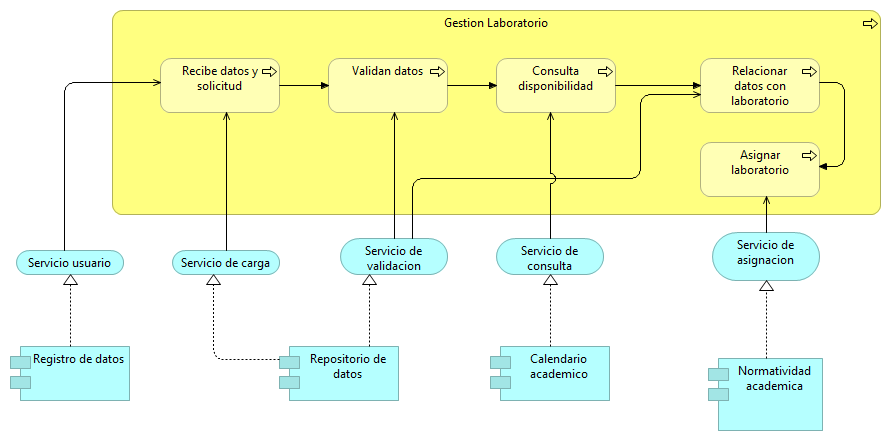 Gestion Laboratorio
Recibe datos y
solicitud
Validan datos
Consulta
disponibilidad
Relacionar
datos con
laboratorio
Asignar
laboratorio
Servicio usuario
Servicio de carga
Servicio de
validacion
Servicio de
consulta
Servicio de
asignacion
Registro de datos
Repositorio de
datos
Calendario
academico
Normatividad
academica